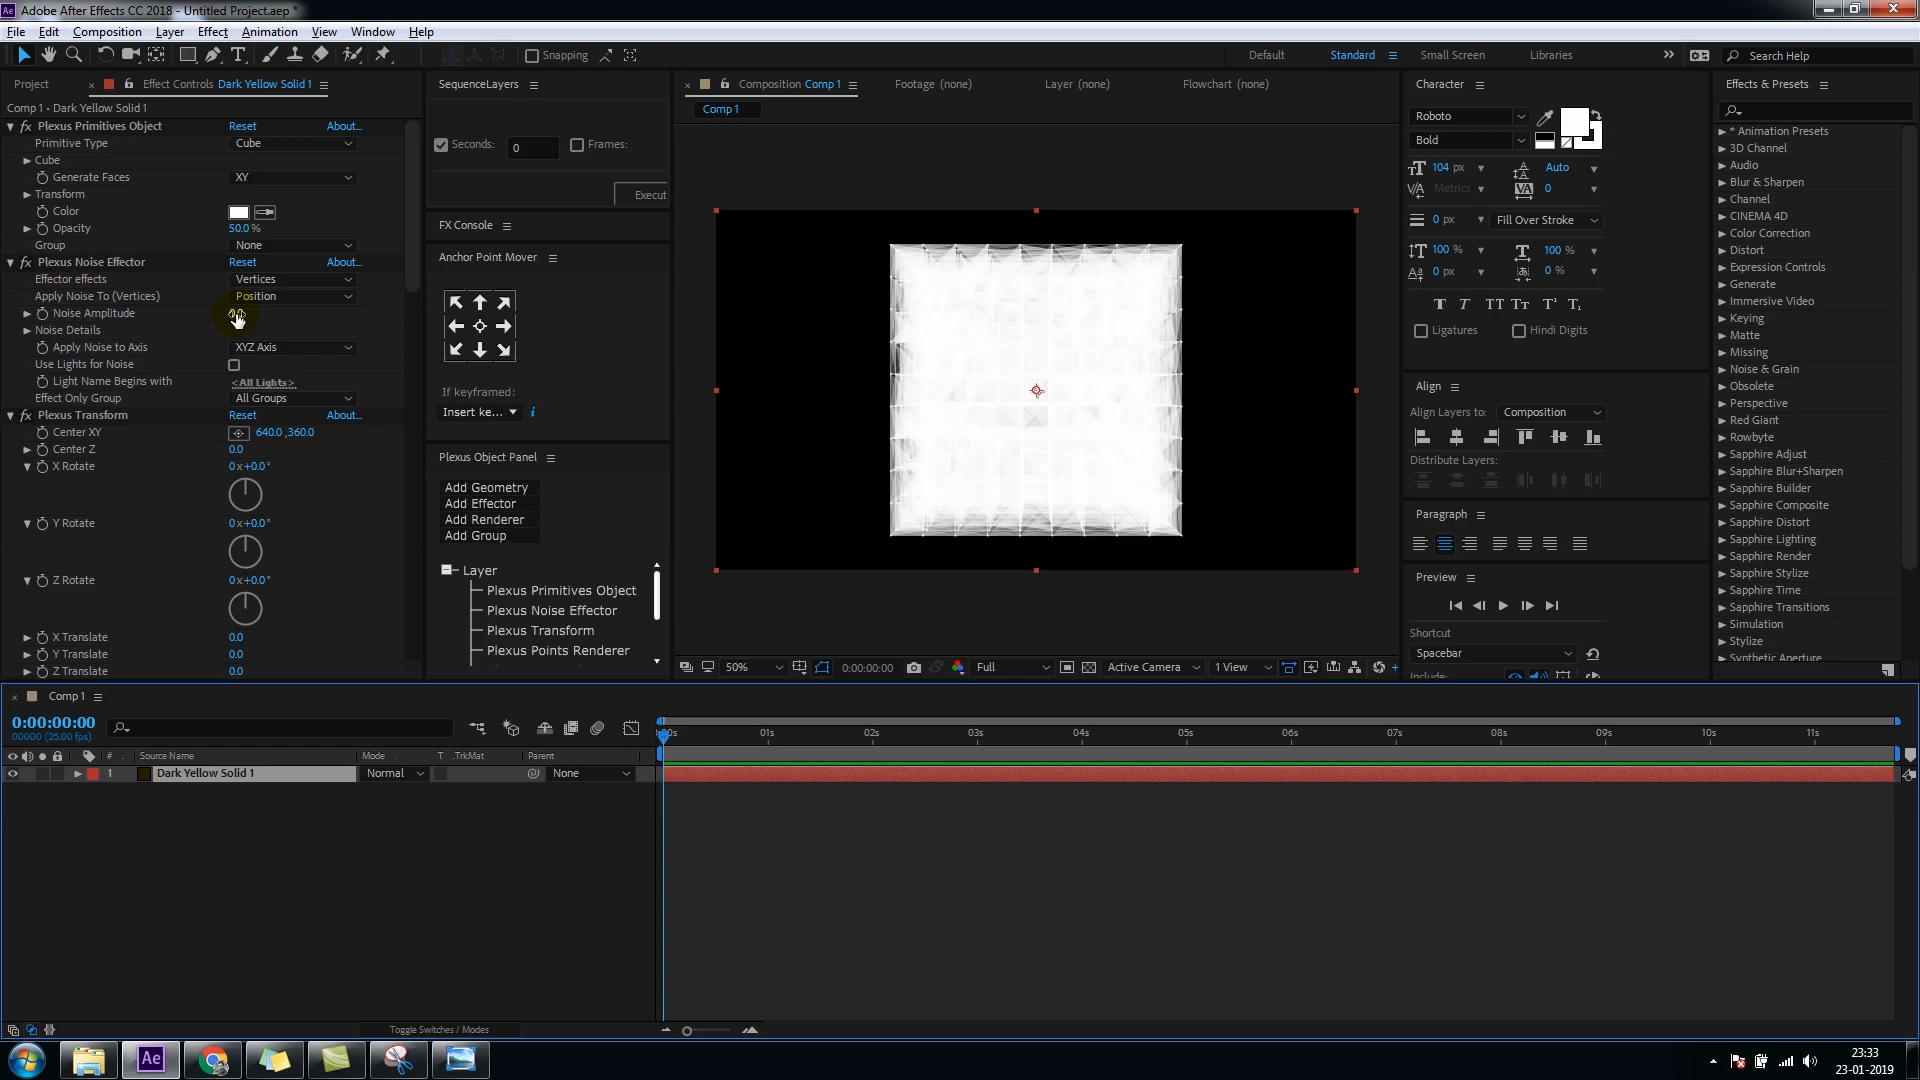 Adobe After Effects CC 2018 - Untitled Project.aep *
File Edit Composition Layer Effect Animation View Window Help
Snapping
Default Standard Small Screen Libraries Search Help
Project
Effect Controls Dark Yellow Solid 1
Comp 1 • Dark Yellow Solid 1
fx Plexus Primitives Object Reset About...
Primitive Type Cube
Cube
Generate Faces XY
Transform
Color
Opacity 50.0 %
Group None
fx Plexus Noise Effector Reset About...
Effector effects Vertices
Apply Noise To (Vertices) Position
Noise Amplitude
Noise Details
Apply Noise to Axis XYZ Axis
Use Lights for Noise
Light Name Begins with <All Lights>
Effect Only Group All Groups
fx Plexus Transform Reset About...
Center XY 640.0 ,360.0
Center Z 0.0
X Rotate 0 x +0.0 °
Y Rotate 0 x +0.0 °
Z Rotate 0 x +0.0 °
X Translate 0.0
Y Translate 0.0
Z Translate 0.0
SequenceLayers
Seconds: 0 Frames:
Execut
FX Console
Anchor Point Mover
If keyframed:
Insert ke... i
Plexus Object Panel
Add Geometry
Add Effector
Add Renderer
Add Group
Layer
Plexus Primitives Object
Plexus Noise Effector
Plexus Transform
Plexus Points Renderer
Composition Comp 1 Footage (none) Layer (none) Flowchart (none)
Comp 1
50% 0:00:00:00 Full Active Camera 1 View
Character
Roboto
Bold
104 px Auto
Metrics 0
0 px Fill Over Stroke
100 % 100 %
0 px 0 %
T T TT Tt T¹ T₁
Ligatures Hindi Digits
Align
Align Layers to: Composition
Distribute Layers:
Paragraph
Preview
Shortcut
Spacebar
Include:
Effects & Presets
* Animation Presets
3D Channel
Audio
Blur & Sharpen
Channel
CINEMA 4D
Color Correction
Distort
Expression Controls
Generate
Immersive Video
Keying
Matte
Missing
Noise & Grain
Obsolete
Perspective
Red Giant
Rowbyte
Sapphire Adjust
Sapphire Blur+Sharpen
Sapphire Builder
Sapphire Composite
Sapphire Distort
Sapphire Lighting
Sapphire Render
Sapphire Stylize
Sapphire Time
Sapphire Transitions
Simulation
Stylize
Synthetic Aperture
Comp 1
0:00:00:00
00000 (25.00 fps)
# Source Name Mode T .TrkMat Parent
1 Dark Yellow Solid 1 Normal None
01s 02s 03s 04s 05s 06s 07s 08s 09s 10s 11s
Toggle Switches / Modes
Ae
23:33
23-01-2019